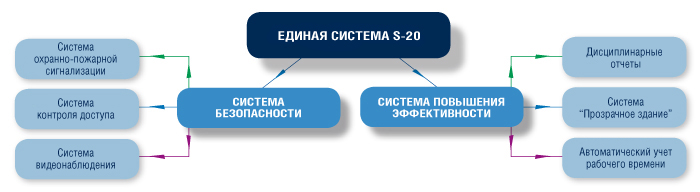 ЕДИНАЯ СИСТЕМА S-20
Система
охранно-пожарной
сигнализации
Система
контроля доступа
Система
видеонаблюдения
СИСТЕМА
БЕЗОПАСНОСТИ
СИСТЕМА ПОВЫШЕНИЯ
ЭФФЕКТИВНОСТИ
Дисциплинарные
отчеты
Система
“Прозрачное здание”
Автоматический учет
рабочего времени